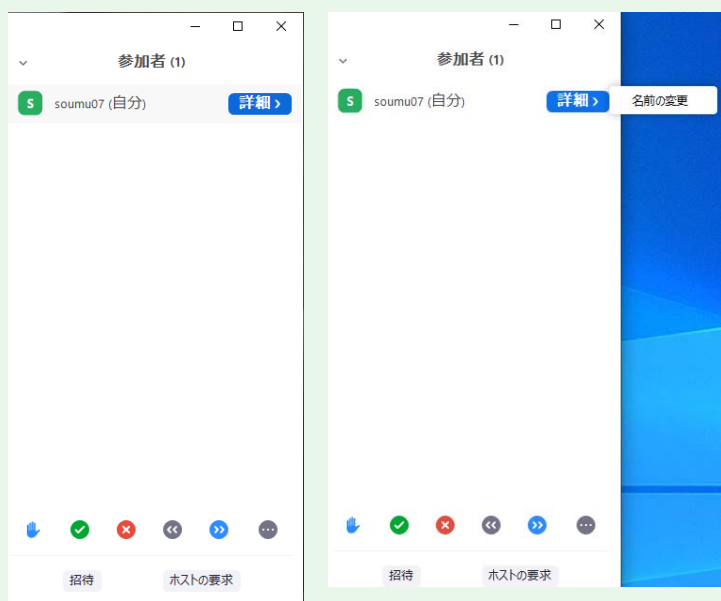 参加者 (1)
S soumu07 (自分) 詳細 >
招待 ホストの要求
参加者 (1)
S soumu07 (自分) 詳細 > 名前の変更
招待 ホストの要求